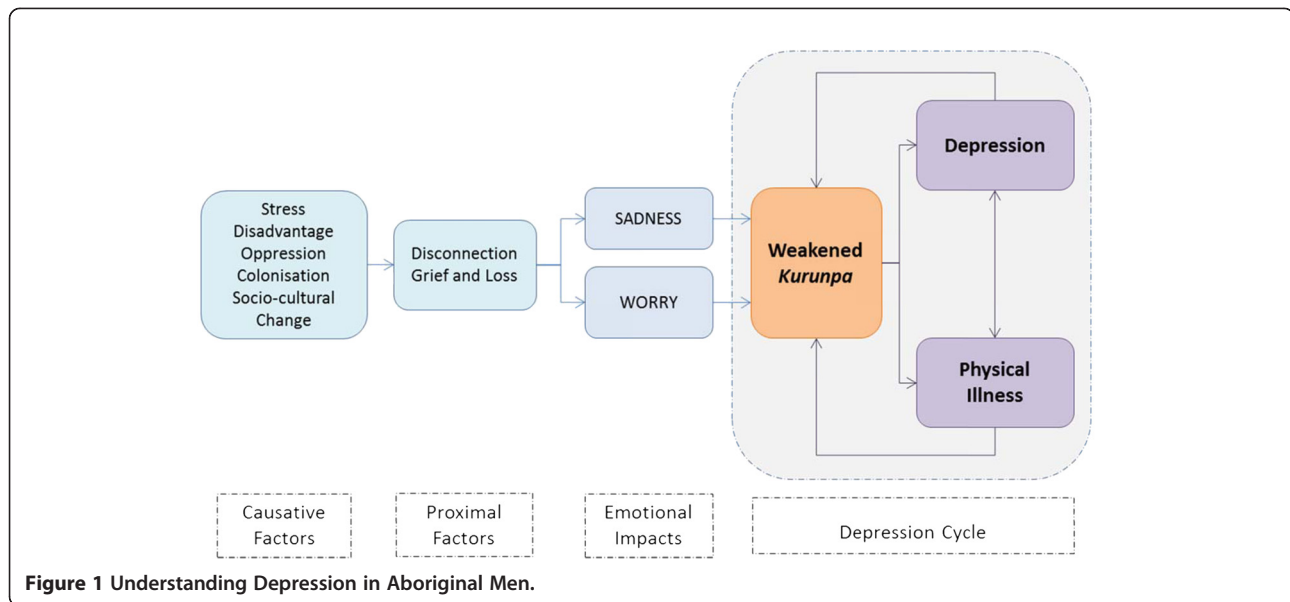 Stress
Disadvantage
Oppression
Colonisation
Socio-cultural
Change
Disconnection
Grief and Loss
SADNESS
WORRY
Weakened
Kurunpa
Depression
Physical
Illness
Causative
Factors
Proximal
Factors
Emotional
Impacts
Depression Cycle
Figure 1 Understanding Depression in Aboriginal Men.